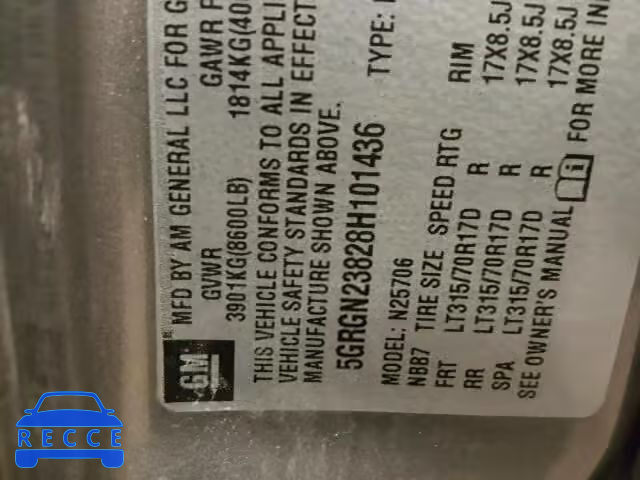 MFD BY AM GENERAL LLC FOR G
GVWR GAWR R
3901KG(8600LB) 1814KG(400
THIS VEHICLE CONFORMS TO ALL APPLI
VEHICLE SAFETY STANDARDS IN EFFECT
MANUFACTURE SHOWN ABOVE.
5GRGN23828H101436 TYPE:
MODEL: N25706
NBB7 TIRE SIZE SPEED RTG RIM
FRT LT315/70R17D R 17X8.5J
RR LT315/70R17D R 17X8.5J
SPA LT315/70R17D R 17X8.5J
SEE OWNER'S MANUAL i FOR MORE IN
GM
RECCE